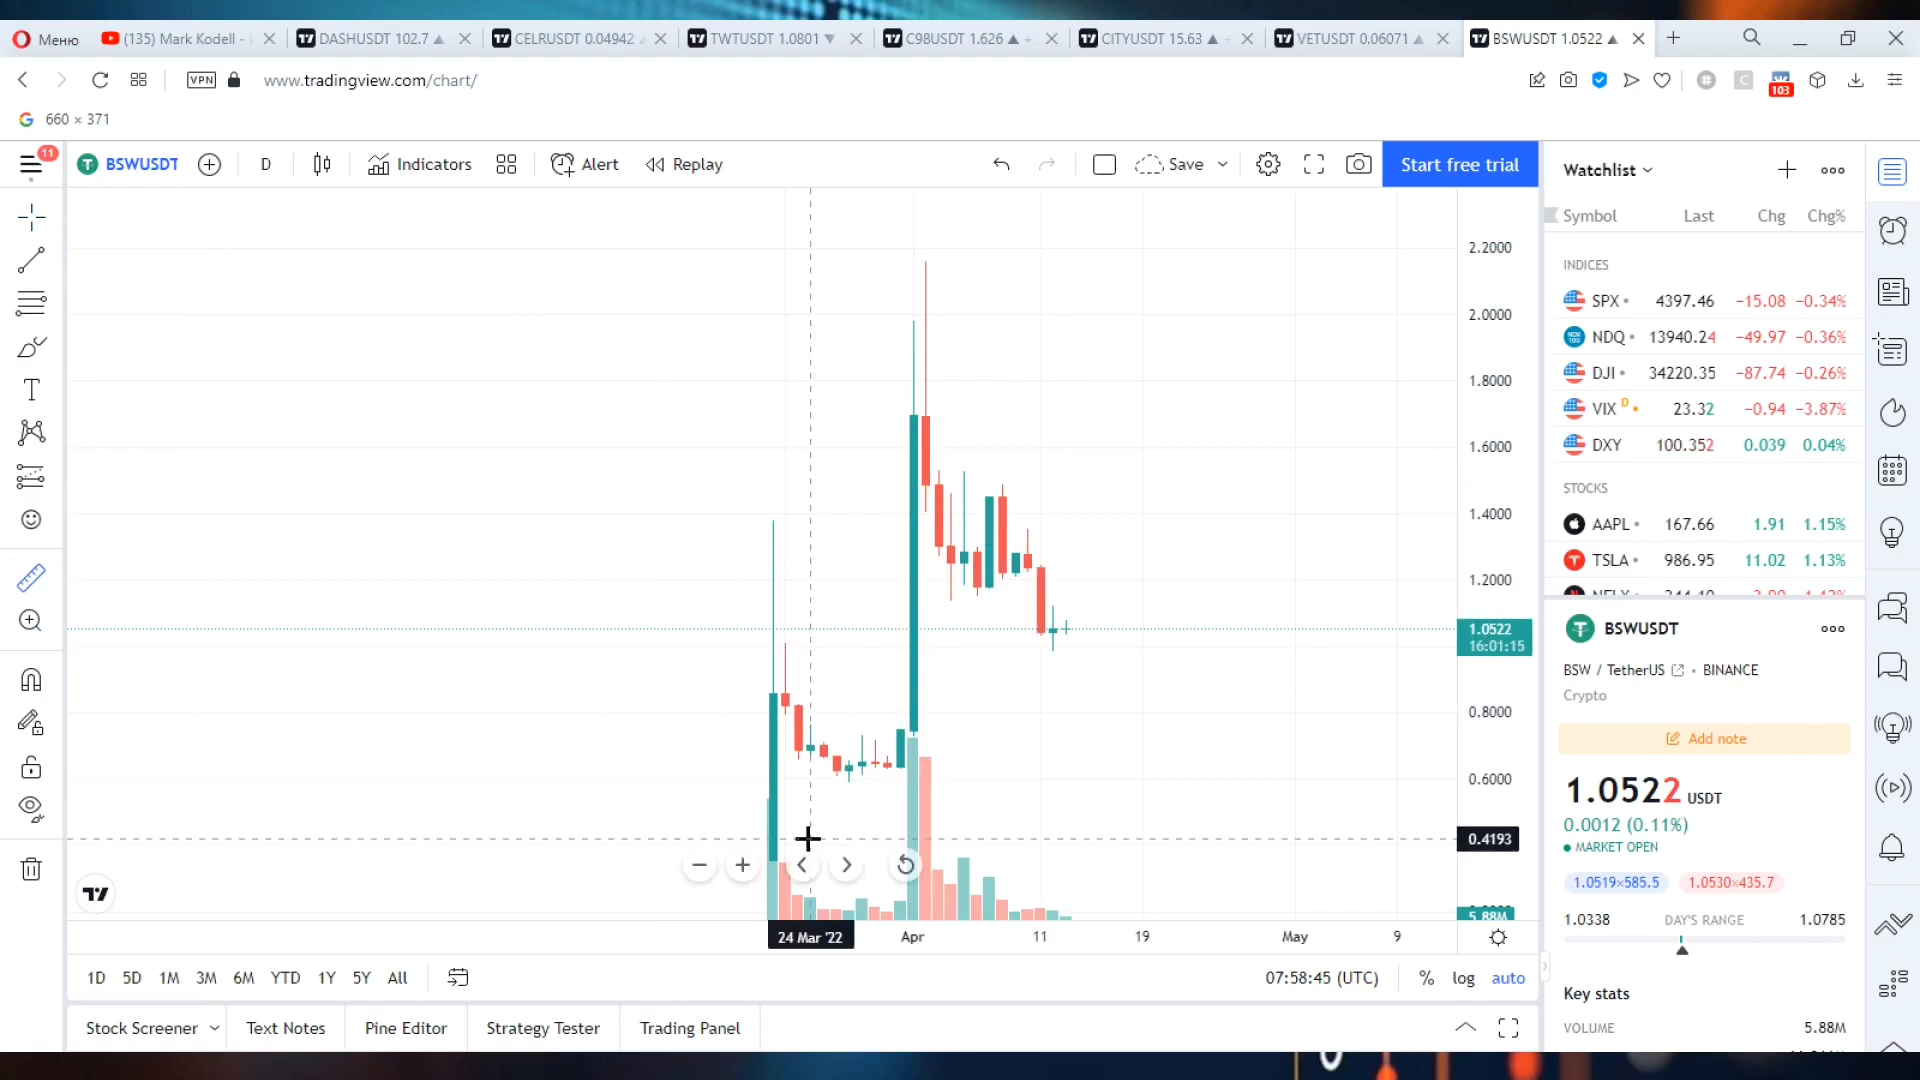 Меню
(135) Mark Kodell -
DASHUSDT 102.7 ▲
CELRUSDT 0.04942
TWTUSDT 1.0801 ▼
C98USDT 1.626 ▲
CITYUSDT 15.63 ▲
VETUSDT 0.06071 ▲
BSWUSDT 1.0522 ▲
VPN
www.tradingview.com/chart/
103
660 × 371
11
BSWUSDT
D
Indicators
Alert
Replay
Save
Start free trial
Watchlist
Symbol Last Chg Chg%
INDICES
SPX 4397.46 −15.08 −0.34%
NDQ 13940.24 −49.97 −0.36%
DJI 34220.35 −87.74 −0.26%
VIX D 23.32 −0.94 −3.87%
DXY 100.352 0.039 0.04%
STOCKS
AAPL 167.66 1.91 1.15%
TSLA 986.95 11.02 1.13%
2.2000
2.0000
1.8000
1.6000
1.4000
1.2000
1.0522
16:01:15
0.8000
0.6000
0.4193
5.88M
BSWUSDT
BSW / TetherUS • BINANCE
Crypto
Add note
1.0522 USDT
0.0012 (0.11%)
MARKET OPEN
1.0519×585.5 1.0530×435.7
1.0338 DAY'S RANGE 1.0785
Key stats
VOLUME 5.88M
24 Mar '22
Apr
11
19
May
9
1D 5D 1M 3M 6M YTD 1Y 5Y All
07:58:45 (UTC)
% log auto
Stock Screener
Text Notes
Pine Editor
Strategy Tester
Trading Panel